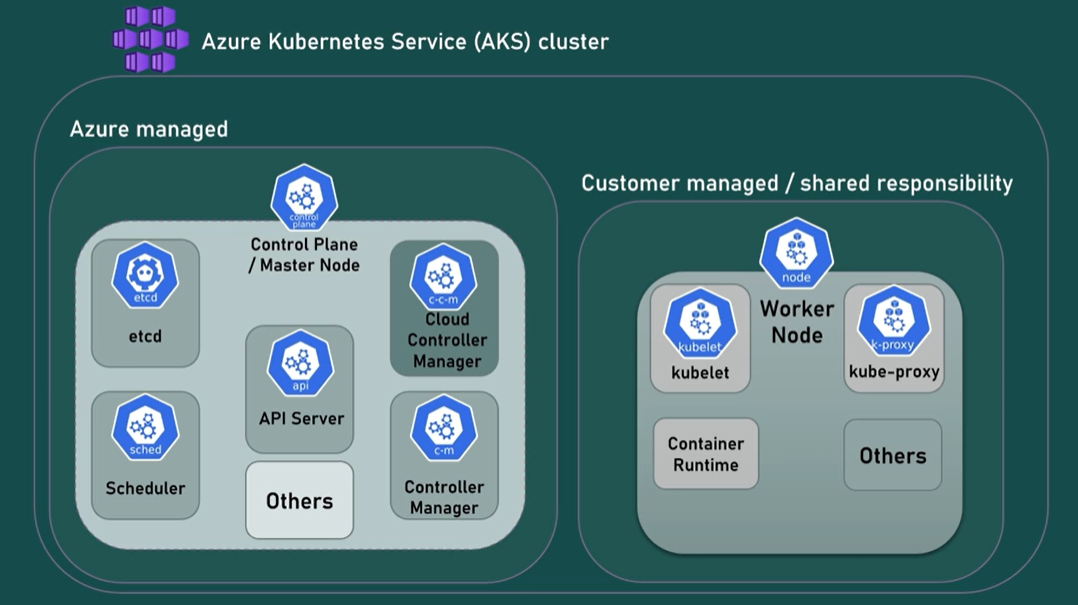 Azure Kubernetes Service (AKS) cluster
Azure managed
control
plane
Control Plane
/ Master Node
etcd
etcd
c-c-m
Cloud
Controller
Manager
api
API Server
sched
Scheduler
c-m
Controller
Manager
Others
Customer managed / shared responsibility
node
Worker
Node
kubelet
kubelet
k-proxy
kube-proxy
Container
Runtime
Others